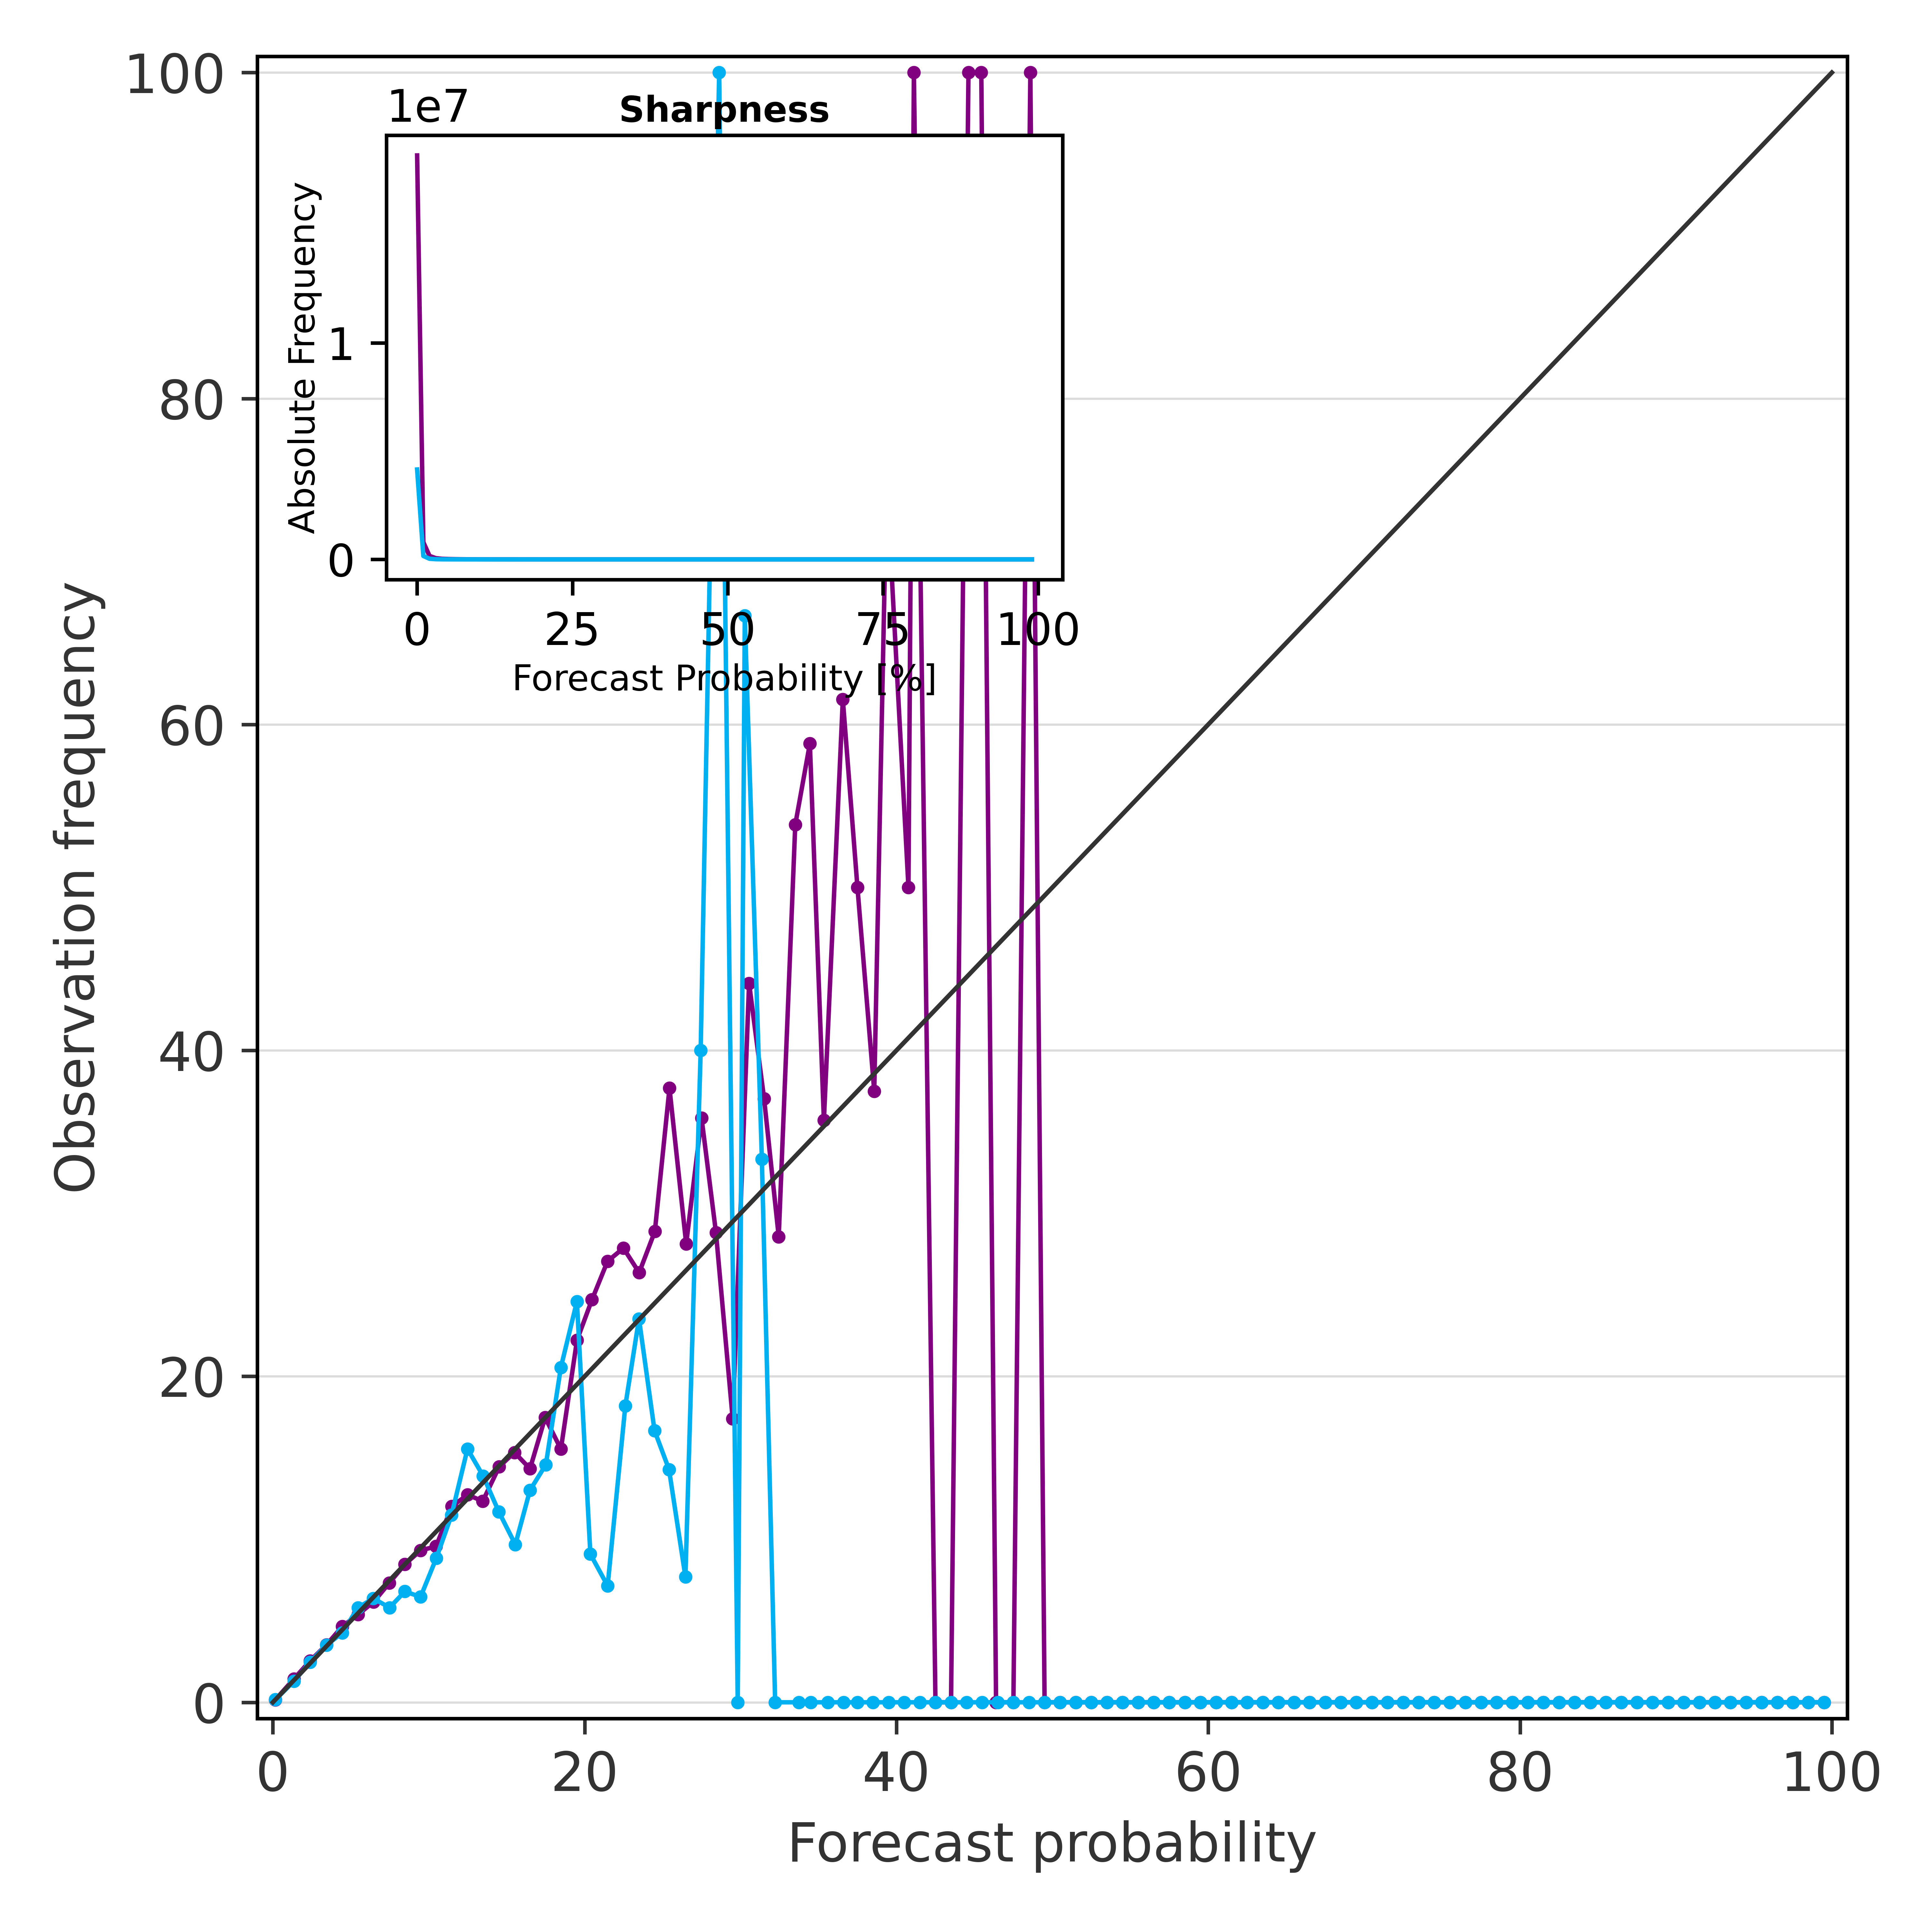 100
1e7
Sharpness
Absolute Frequency
1
0
0 25 50 75 100
Forecast Probability [%]
80
60
40
20
0
Observation frequency
0 20 40 60 80 100
Forecast probability